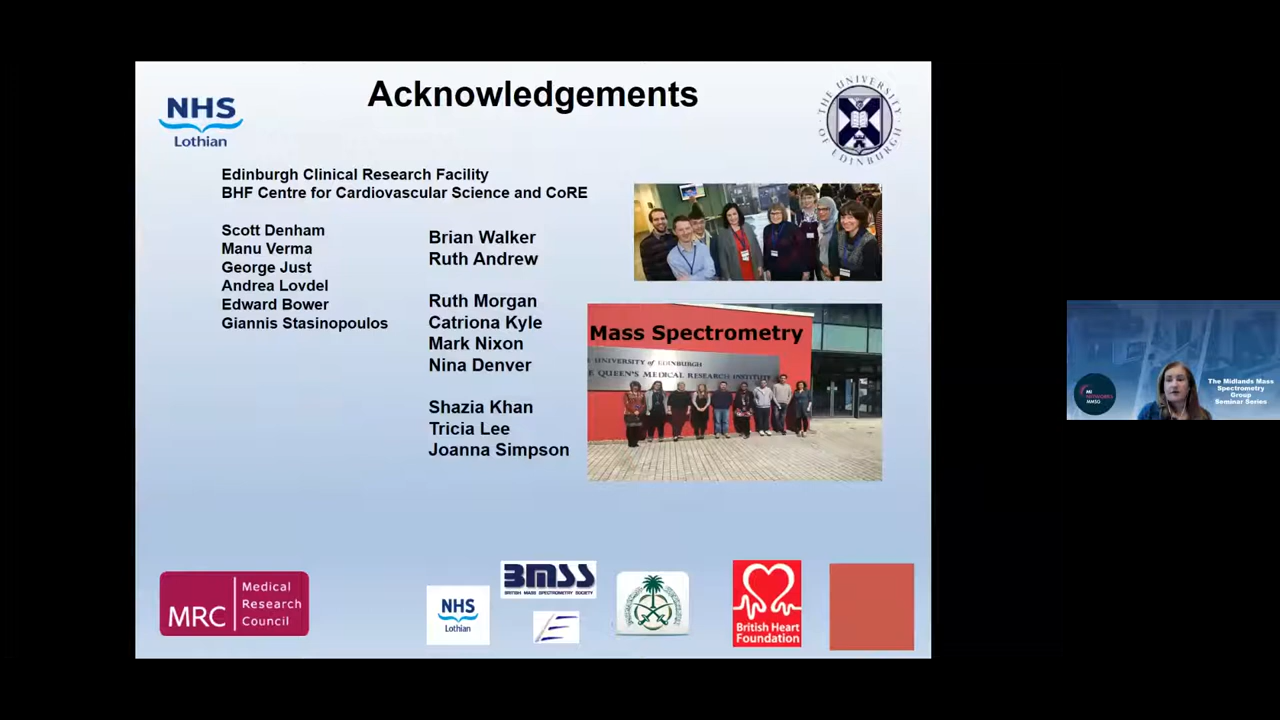 Acknowledgements
NHS
Lothian
THE UNIVERSITY OF EDINBURGH
Edinburgh Clinical Research Facility
BHF Centre for Cardiovascular Science and CoRE
Scott Denham
Manu Verma
George Just
Andrea Lovdel
Edward Bower
Giannis Stasinopoulos
Brian Walker
Ruth Andrew
Ruth Morgan
Catriona Kyle
Mark Nixon
Nina Denver
Shazia Khan
Tricia Lee
Joanna Simpson
Mass Spectrometry
UNIVERSITY OF EDINBURGH
QUEEN'S MEDICAL RESEARCH INSTITUTE
MRC
Medical
Research
Council
NHS
Lothian
BMSS
BRITISH MASS SPECTROMETRY SOCIETY
British Heart
Foundation
MI
NETWORKS
MMSG
The Midlands Mass
Spectrometry
Group
Seminar Series